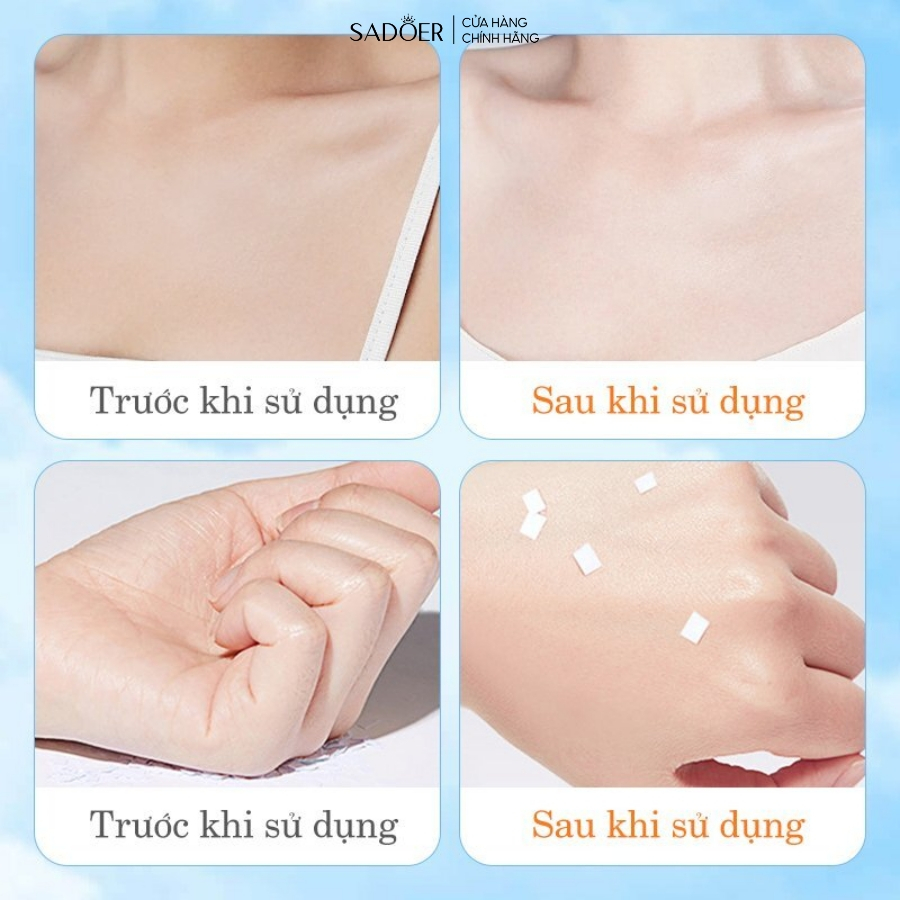 SADOER
CỬA HÀNG
CHÍNH HÃNG
Trước khi sử dụng
Sau khi sử dụng
Trước khi sử dụng
Sau khi sử dụng